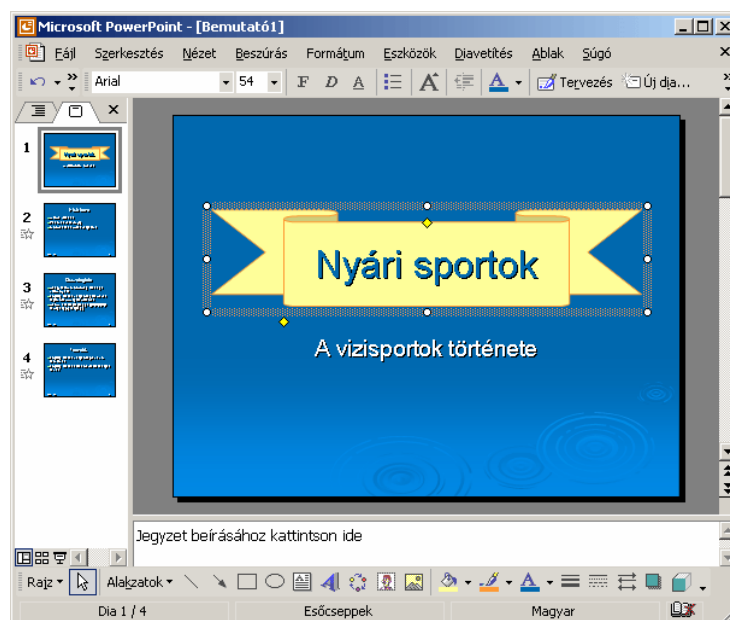 Microsoft PowerPoint - [Bemutató1]
Fájl Szerkesztés Nézet Beszúrás Formátum Eszközök Diavetítés Ablak Súgó
Arial 54 F D A A A Tervezés Új dia...
1
2
3
4
Nyári sportok
A vizisportok története
Jegyzet beírásához kattintson ide
Rajz Alakzatok
Dia 1 / 4 Esőcseppek Magyar